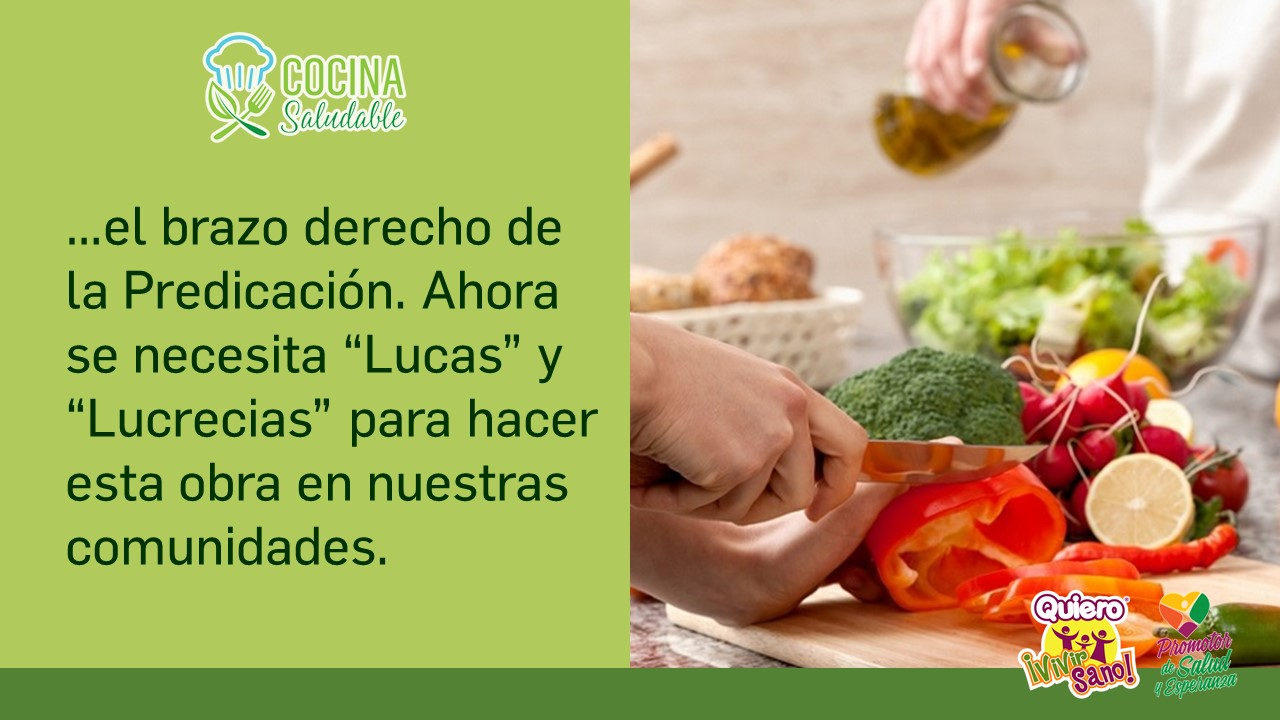 COCINA
Saludable
...el brazo derecho de
la Predicación. Ahora
se necesita “Lucas” y
“Lucrecias” para hacer
esta obra en nuestras
comunidades.
Quiero
¡Vivir
Sano!
Promotor
de Salud
y Esperanza